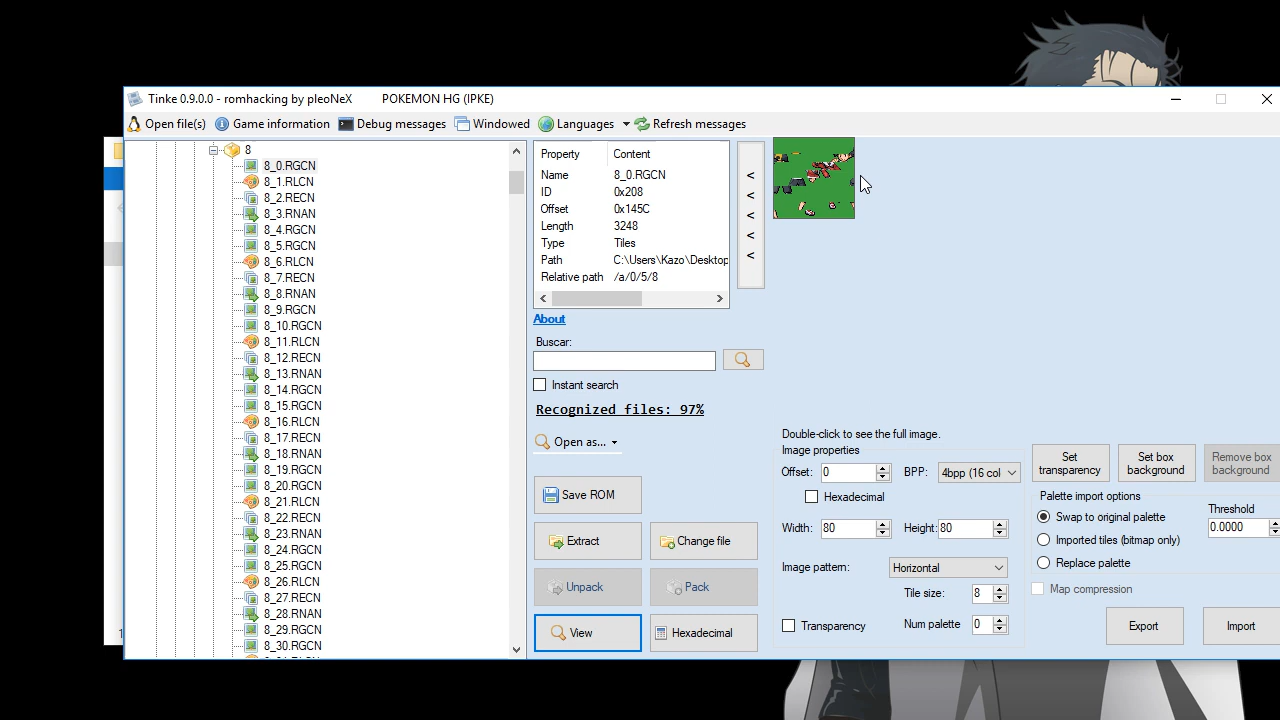 Tinke 0.9.0.0 - romhacking by pleoNeX POKEMON HG (IPKE)
Open file(s) Game information Debug messages Windowed Languages Refresh messages
8
8_0.RGCN
8_1.RLCN
8_2.RECN
8_3.RNAN
8_4.RGCN
8_5.RGCN
8_6.RLCN
8_7.RECN
8_8.RNAN
8_9.RGCN
8_10.RGCN
8_11.RLCN
8_12.RECN
8_13.RNAN
8_14.RGCN
8_15.RGCN
8_16.RLCN
8_17.RECN
8_18.RNAN
8_19.RGCN
8_20.RGCN
8_21.RLCN
8_22.RECN
8_23.RNAN
8_24.RGCN
8_25.RGCN
8_26.RLCN
8_27.RECN
8_28.RNAN
8_29.RGCN
8_30.RGCN
Property Content
Name 8_0.RGCN
ID 0x208
Offset 0x145C
Length 3248
Type Tiles
Path C:\Users\Kazo\Desktop
Relative path /a/0/5/8
<
<
<
<
<
About
Buscar:
Instant search
Recognized files: 97%
Open as...
Save ROM
Extract Change file
Unpack Pack
View Hexadecimal
Double-click to see the full image.
Image properties
Offset: 0 BPP: 4bpp (16 col
Hexadecimal
Width: 80 Height: 80
Image pattern: Horizontal
Tile size: 8
Transparency Num palette 0
Set transparency
Set box background
Remove box background
Palette import options
Swap to original palette
Imported tiles (bitmap only)
Replace palette
Threshold
0.0000
Map compression
Export Import